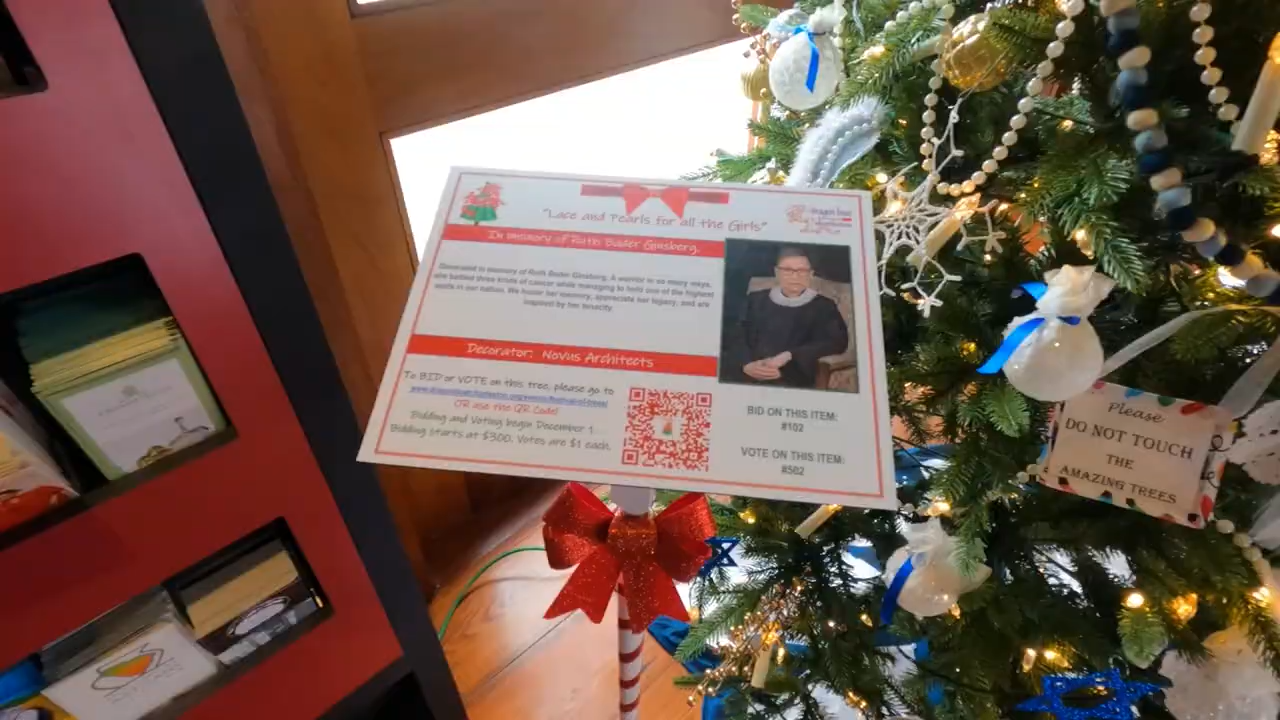 "Lace and Pearls for all the Girls"
In memory of Ruth Bader Ginsberg.
Generated in memory of Ruth Bader Ginsberg. A warrior in so many ways,
she battled three kinds of cancer while managing to hold one of the highest
in our nation. We honor her memory, appreciate her legacy, and are
inspired by her tenacity.
Decorator: Novus Architects
To BID or VOTE on this tree, please go to
OR use the QR Code!
Bidding and Voting begin December 1.
Bidding starts at $300. Votes are $1 each.
BID ON THIS ITEM:
#102
VOTE ON THIS ITEM:
#502
Please
DO NOT TOUCH
THE
AMAZING TREES